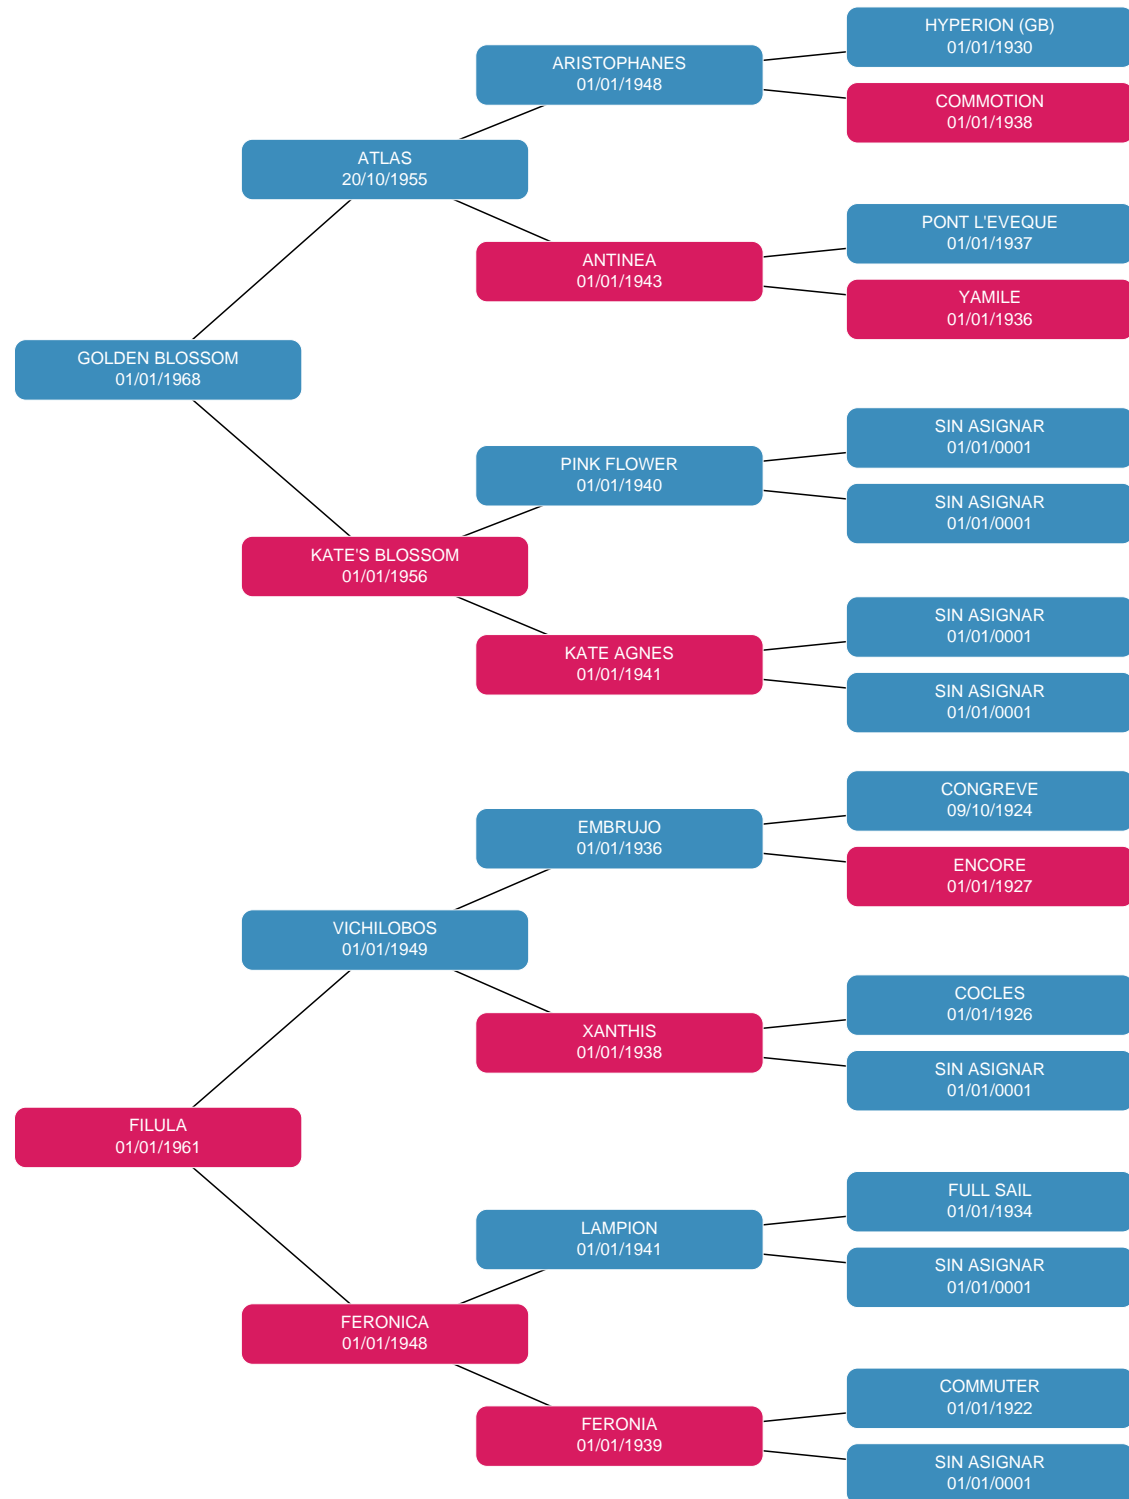 HYPERION (GB)
01/01/1930
ARISTOPHANES
01/01/1948
COMMOTION
01/01/1938
ATLAS
20/10/1955
PONT L'EVEQUE
01/01/1937
ANTINEA
01/01/1943
YAMILE
01/01/1936
GOLDEN BLOSSOM
01/01/1968
SIN ASIGNAR
01/01/0001
PINK FLOWER
01/01/1940
SIN ASIGNAR
01/01/0001
KATE'S BLOSSOM
01/01/1956
SIN ASIGNAR
01/01/0001
KATE AGNES
01/01/1941
SIN ASIGNAR
01/01/0001
CONGREVE
09/10/1924
EMBRUJO
01/01/1936
ENCORE
01/01/1927
VICHILOBOS
01/01/1949
COCLES
01/01/1926
XANTHIS
01/01/1938
SIN ASIGNAR
01/01/0001
FILULA
01/01/1961
FULL SAIL
01/01/1934
LAMPION
01/01/1941
SIN ASIGNAR
01/01/0001
FERONICA
01/01/1948
COMMUTER
01/01/1922
FERONIA
01/01/1939
SIN ASIGNAR
01/01/0001